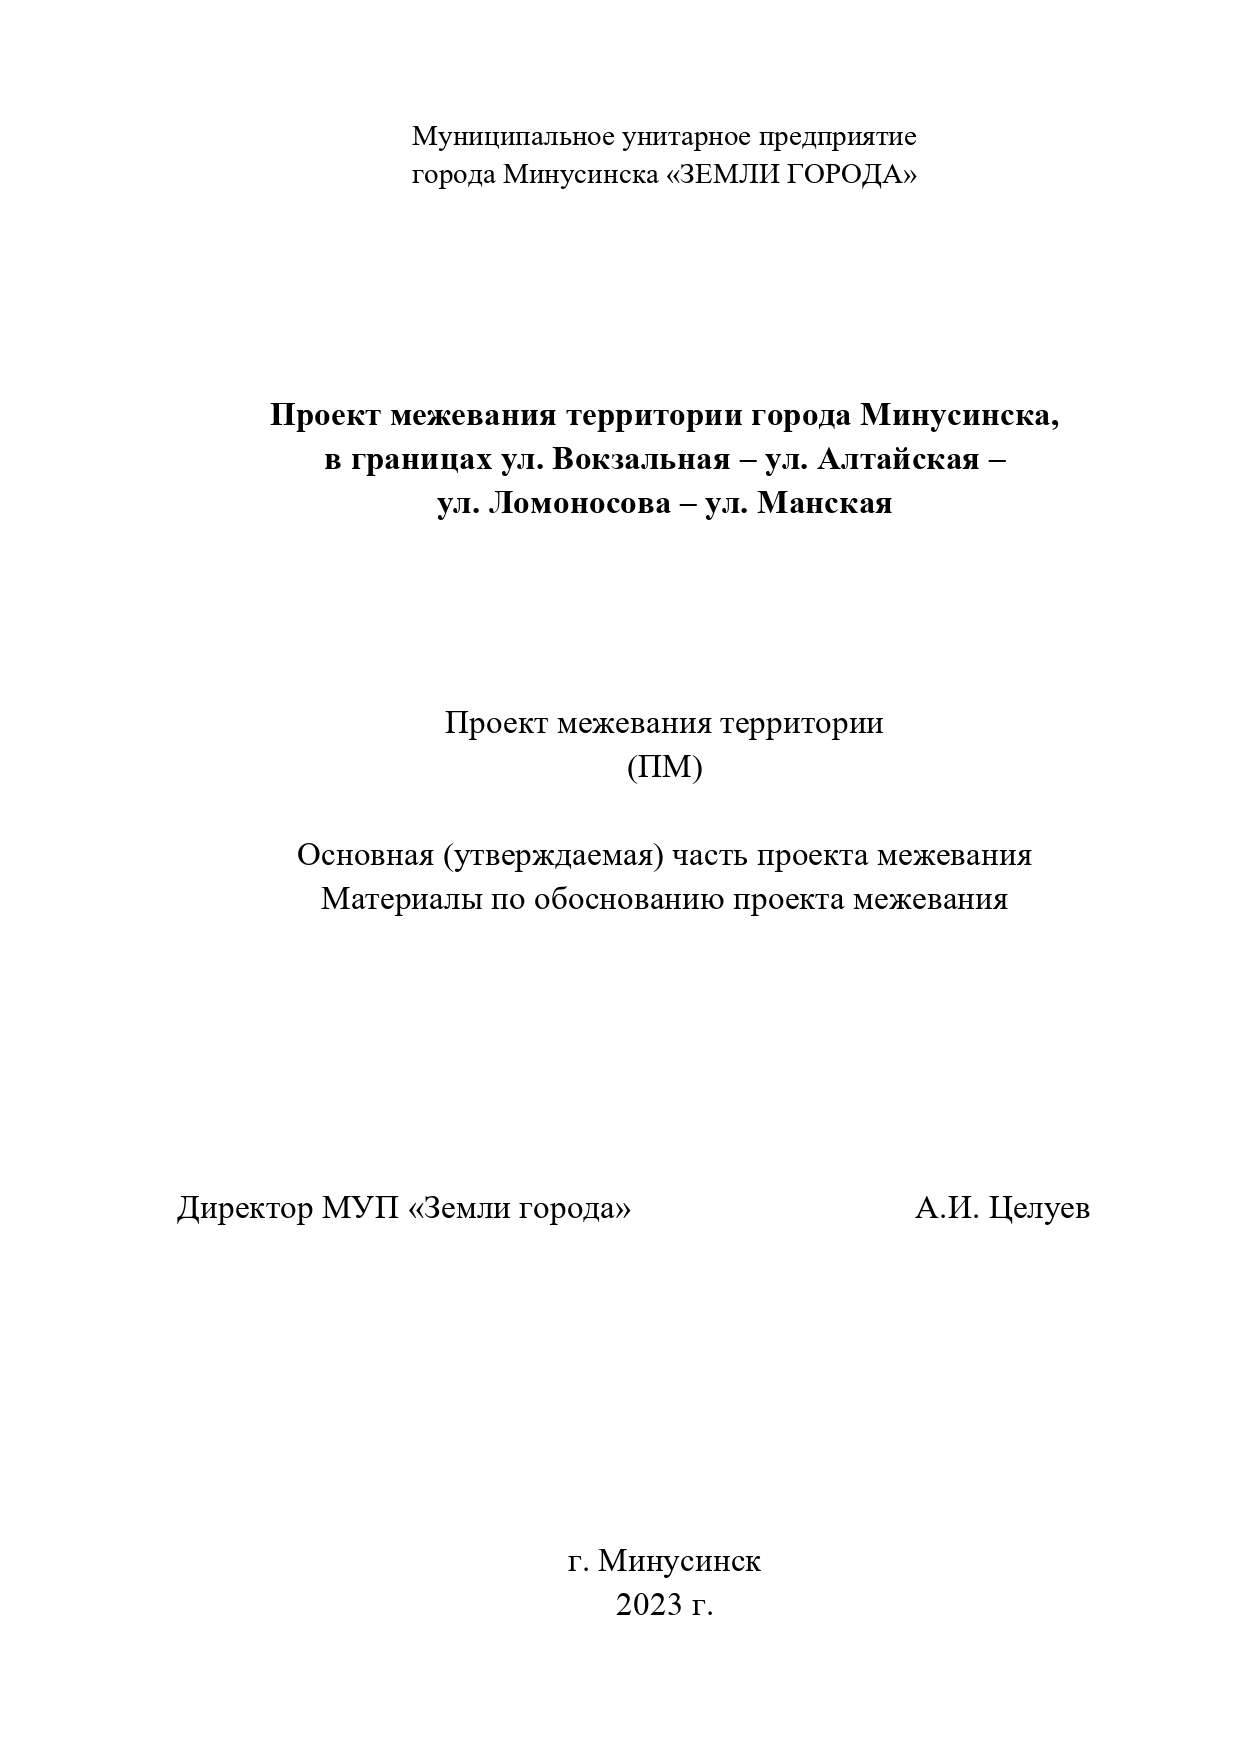 Муниципальное унитарное предприятие
города Минусинска «ЗЕМЛИ ГОРОДА»
Проект межевания территории города Минусинска,
в границах ул. Вокзальная – ул. Алтайская –
ул. Ломоносова – ул. Манская
Проект межевания территории
(ПМ)
Основная (утверждаемая) часть проекта межевания
Материалы по обоснованию проекта межевания
Директор МУП «Земли города» А.И. Целуев
г. Минусинск
2023 г.